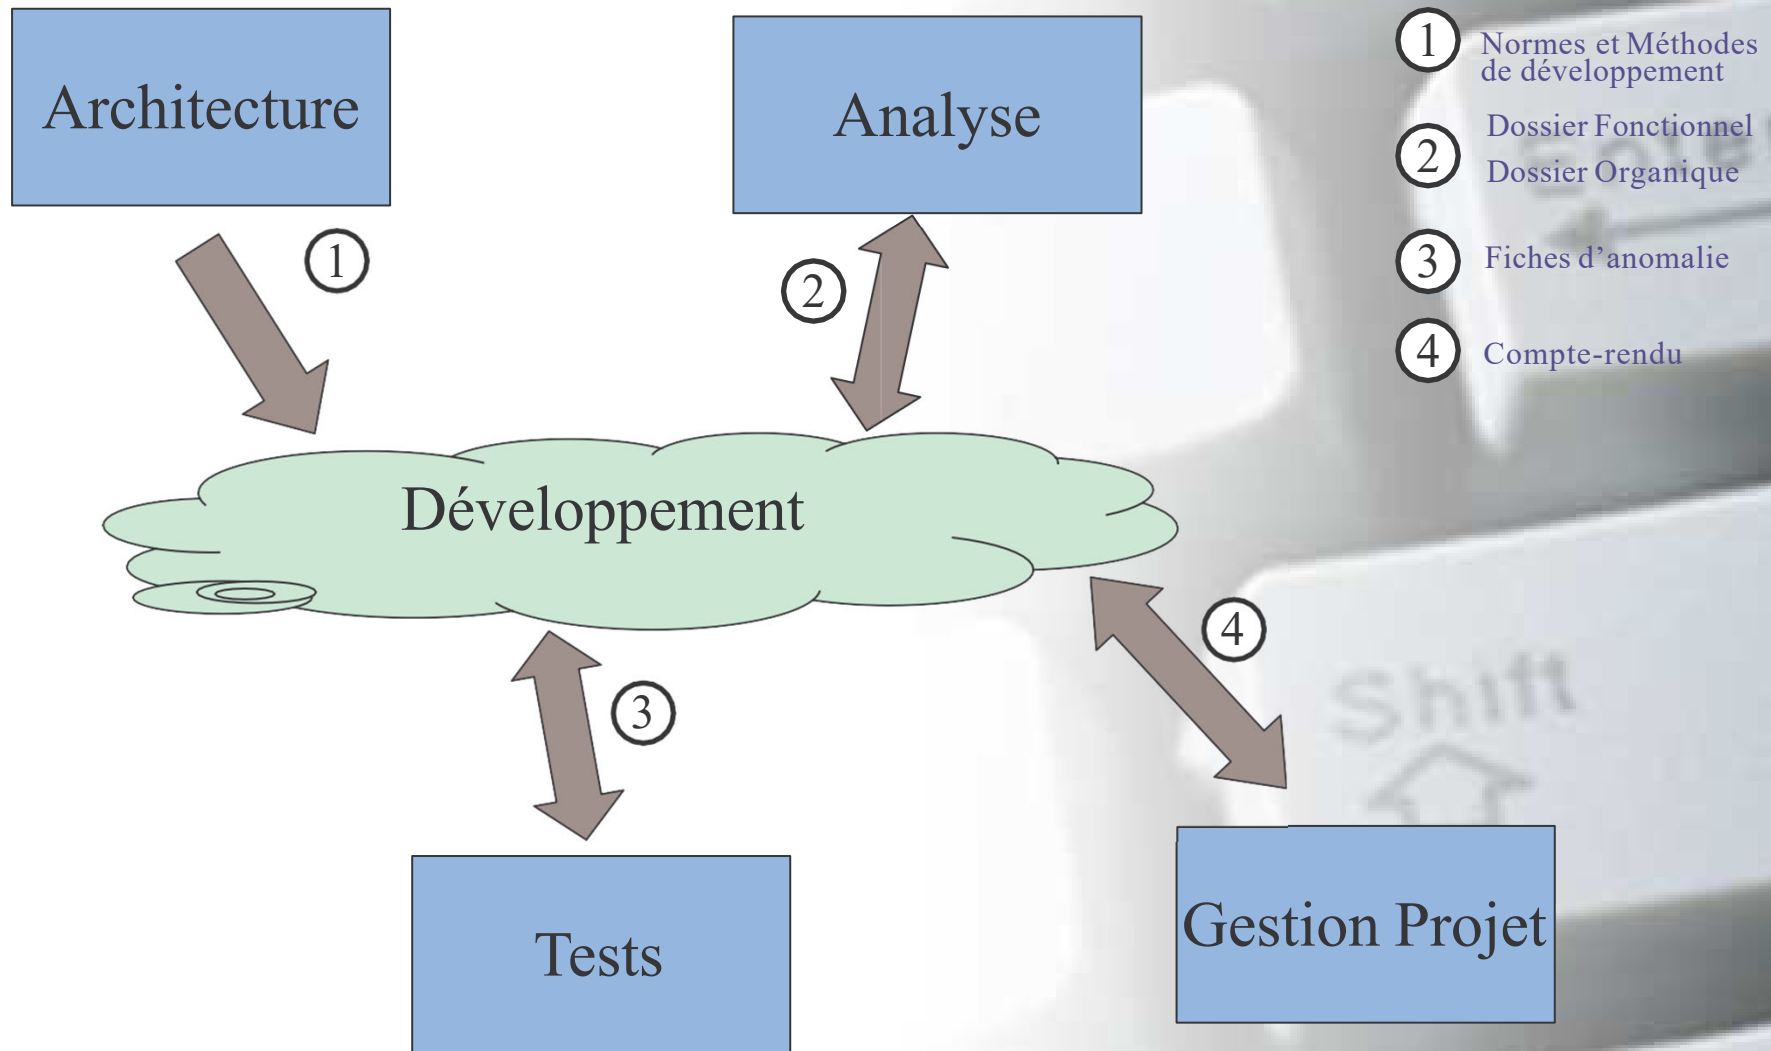 Architecture
Analyse
1
Normes et Méthodes
de développement
2
Dossier Fonctionnel
Dossier Organique
3
Fiches d’anomalie
4
Compte-rendu
1
2
Développement
3
4
Shift
Tests
Gestion Projet